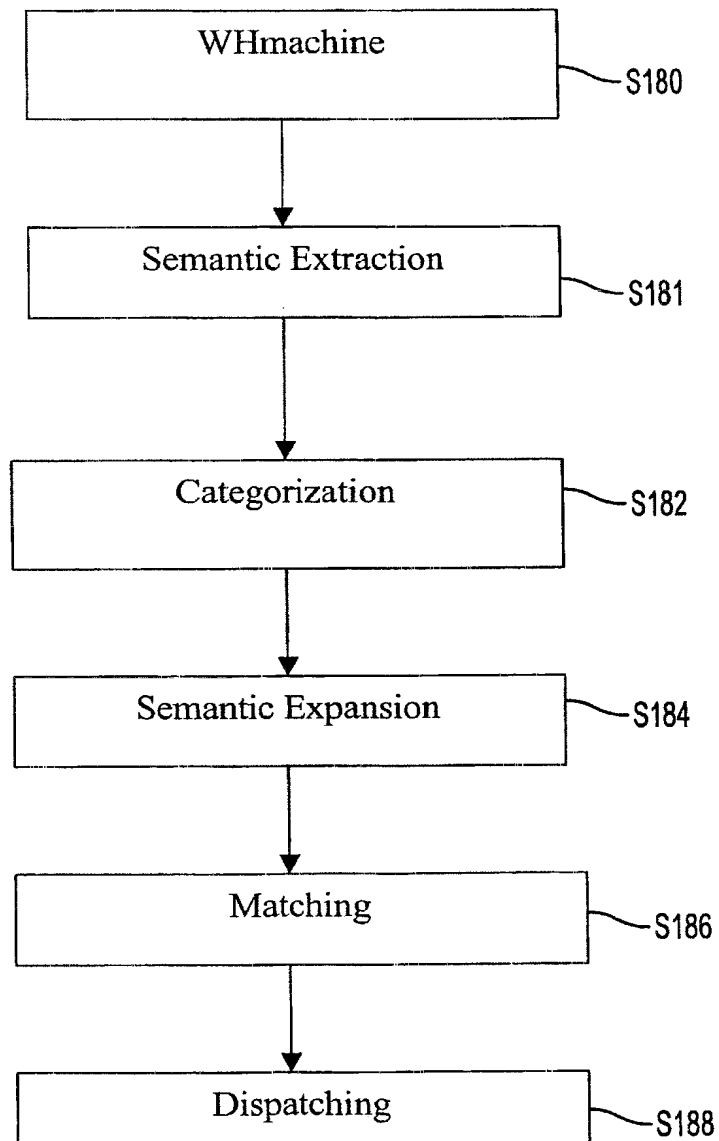 WHmachine
S180
Semantic Extraction
S181
Categorization
S182
Semantic Expansion
S184
Matching
S186
Dispatching
S188